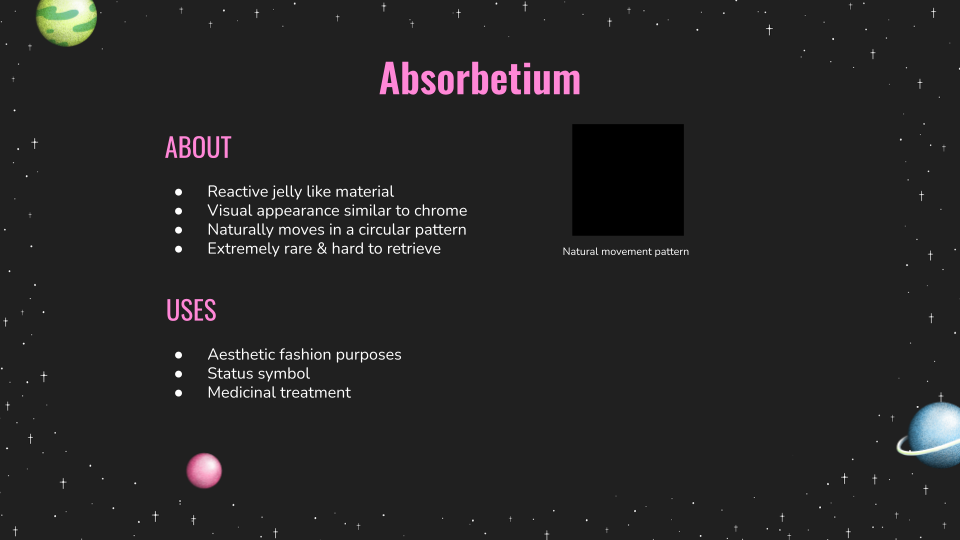 Absorbetium
ABOUT
● Reactive jelly like material
● Visual appearance similar to chrome
● Naturally moves in a circular pattern
● Extremely rare & hard to retrieve
Natural movement pattern
USES
● Aesthetic fashion purposes
● Status symbol
● Medicinal treatment